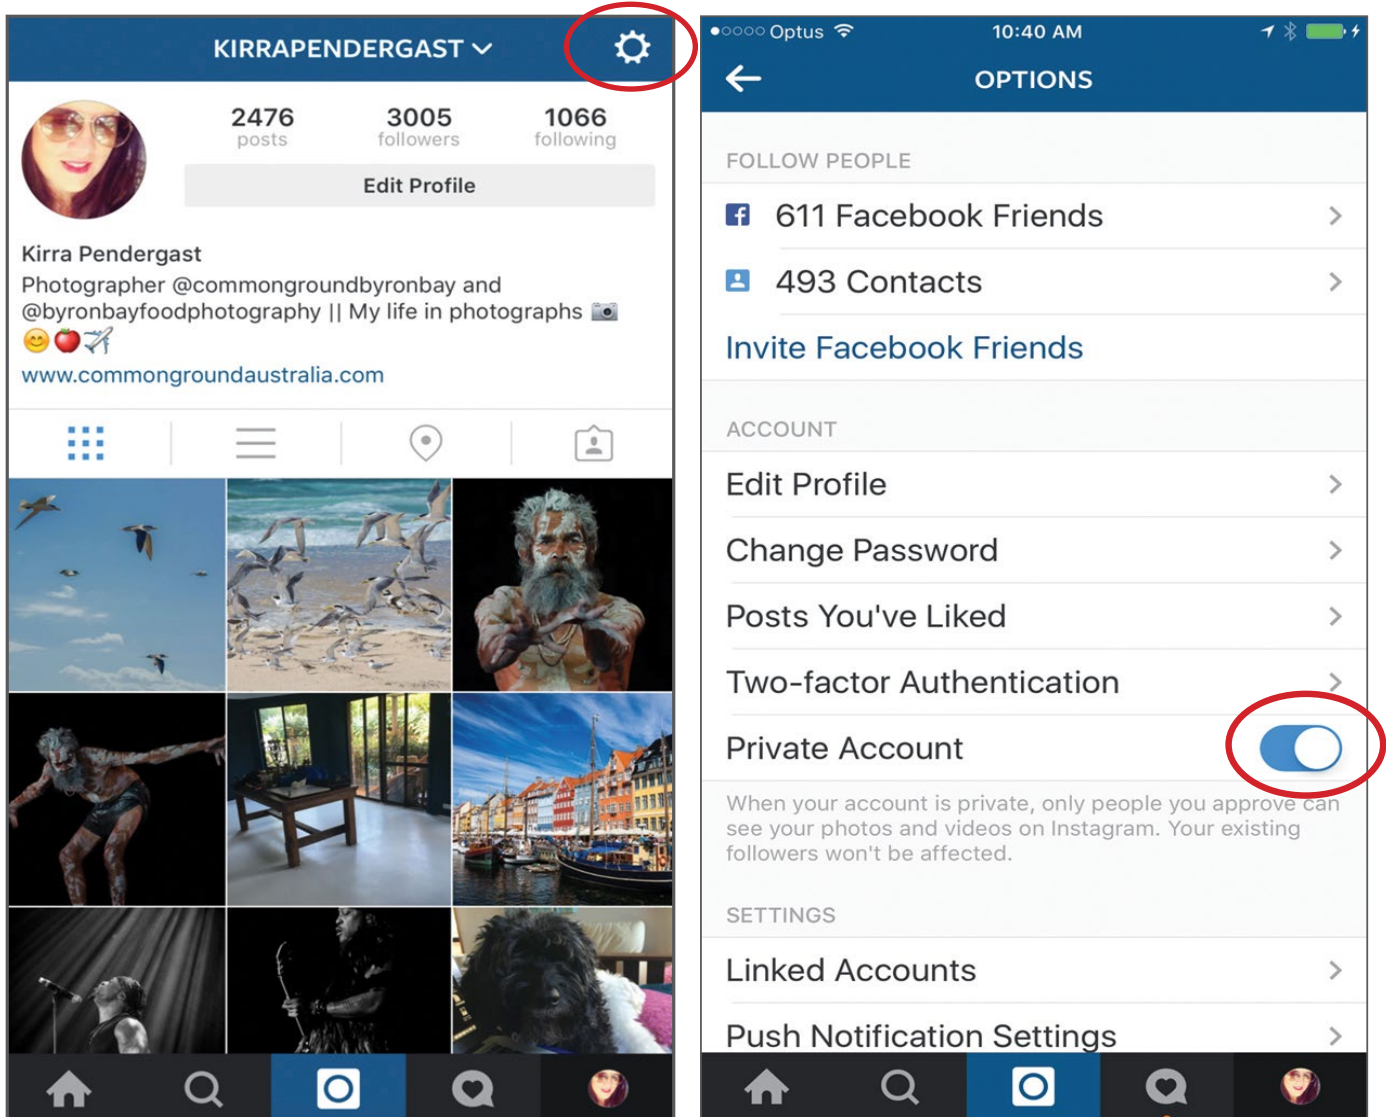 KIRRAPENDERGAST
2476
posts
3005
followers
1066
following
Edit Profile
Kirra Pendergast
Photographer @commongroundbyronbay and
@byronbayfoodphotography || My life in photographs 📷
😊🍎✈️
www.commongroundaustralia.com
Optus
10:40 AM
OPTIONS
FOLLOW PEOPLE
611 Facebook Friends
493 Contacts
Invite Facebook Friends
ACCOUNT
Edit Profile
Change Password
Posts You've Liked
Two-factor Authentication
Private Account
When your account is private, only people you approve can
see your photos and videos on Instagram. Your existing
followers won't be affected.
SETTINGS
Linked Accounts
Push Notification Settings